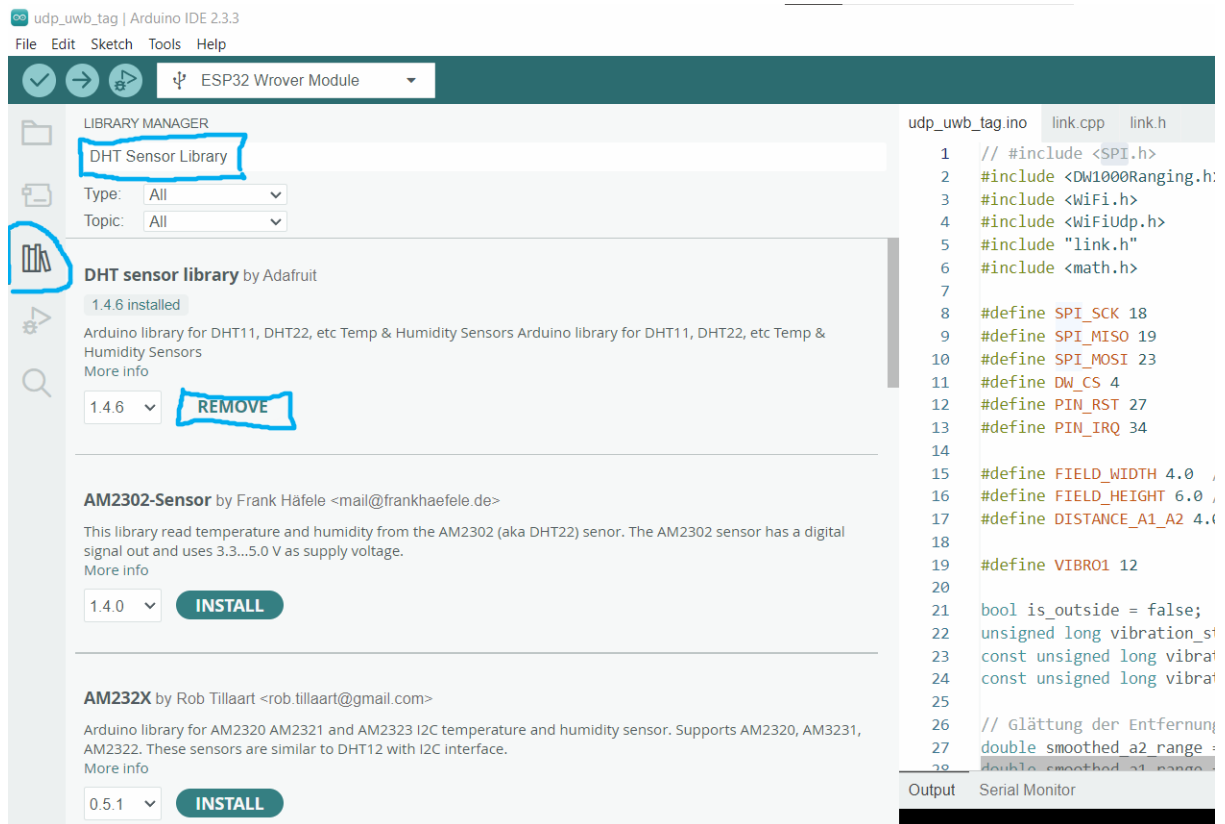 udp_uwb_tag | Arduino IDE 2.3.3
File Edit Sketch Tools Help
ESP32 Wrover Module
LIBRARY MANAGER
DHT Sensor Library
Type: All
Topic: All
DHT sensor library by Adafruit
1.4.6 installed
Arduino library for DHT11, DHT22, etc Temp & Humidity Sensors Arduino library for DHT11, DHT22, etc Temp &
Humidity Sensors
More info
1.4.6 REMOVE
AM2302-Sensor by Frank Häfele <mail@frankhaefele.de>
This library read temperature and humidity from the AM2302 (aka DHT22) senor. The AM2302 sensor has a digital
signal out and uses 3.3...5.0 V as supply voltage.
More info
1.4.0 INSTALL
AM232X by Rob Tillaart <rob.tillaart@gmail.com>
Arduino library for AM2320 AM2321 and AM2323 I2C temperature and humidity sensor. Supports AM2320, AM3231,
AM2322. These sensors are similar to DHT12 with I2C interface.
More info
0.5.1 INSTALL
udp_uwb_tag.ino link.cpp link.h
1 // #include <SPI.h>
2 #include <DW1000Ranging.h>
3 #include <WiFi.h>
4 #include <WiFiUdp.h>
5 #include "link.h"
6 #include <math.h>
7
8 #define SPI_SCK 18
9 #define SPI_MISO 19
10 #define SPI_MOSI 23
11 #define DW_CS 4
12 #define PIN_RST 27
13 #define PIN_IRQ 34
14
15 #define FIELD_WIDTH 4.0 /
16 #define FIELD_HEIGHT 6.0 /
17 #define DISTANCE_A1_A2 4.0
18
19 #define VIBRO1 12
20
21 bool is_outside = false;
22 unsigned long vibration_st
23 const unsigned long vibrat
24 const unsigned long vibrat
25
26 // Glättung der Entfernung
27 double smoothed_a2_range =
28 double smoothed_a1_range =
Output Serial Monitor